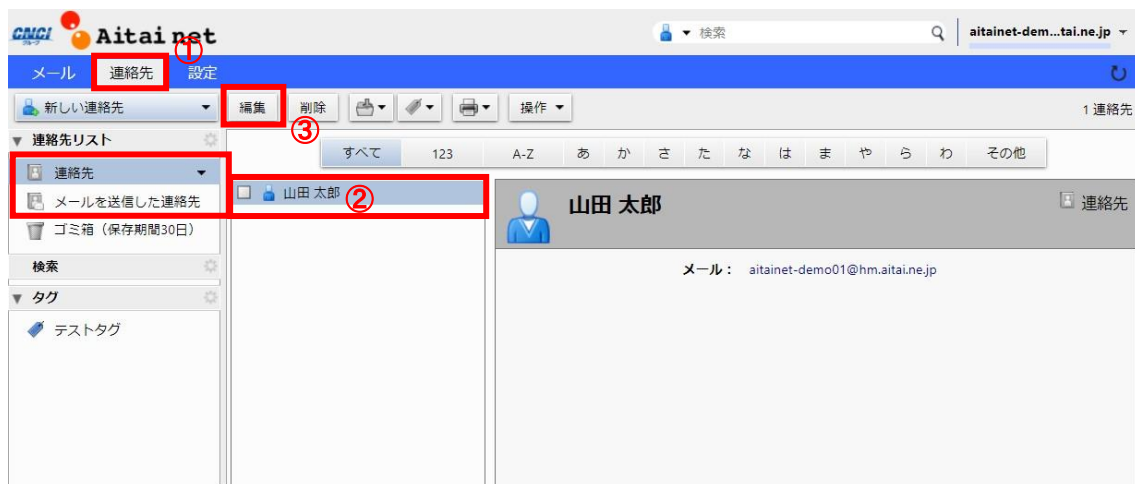 CNCI グループ Aitai net
検索
aitainet-dem...tai.ne.jp
①
メール 連絡先 設定
新しい連絡先 編集 削除 操作 1 連絡先
③
連絡先リスト
すべて 123 A-Z あ か さ た な は ま や ら わ その他
連絡先
メールを送信した連絡先
ゴミ箱（保存期間30日）
検索
タグ
テストタグ
山田 太郎 ②
山田 太郎 連絡先
メール： aitainet-demo01@hm.aitai.ne.jp